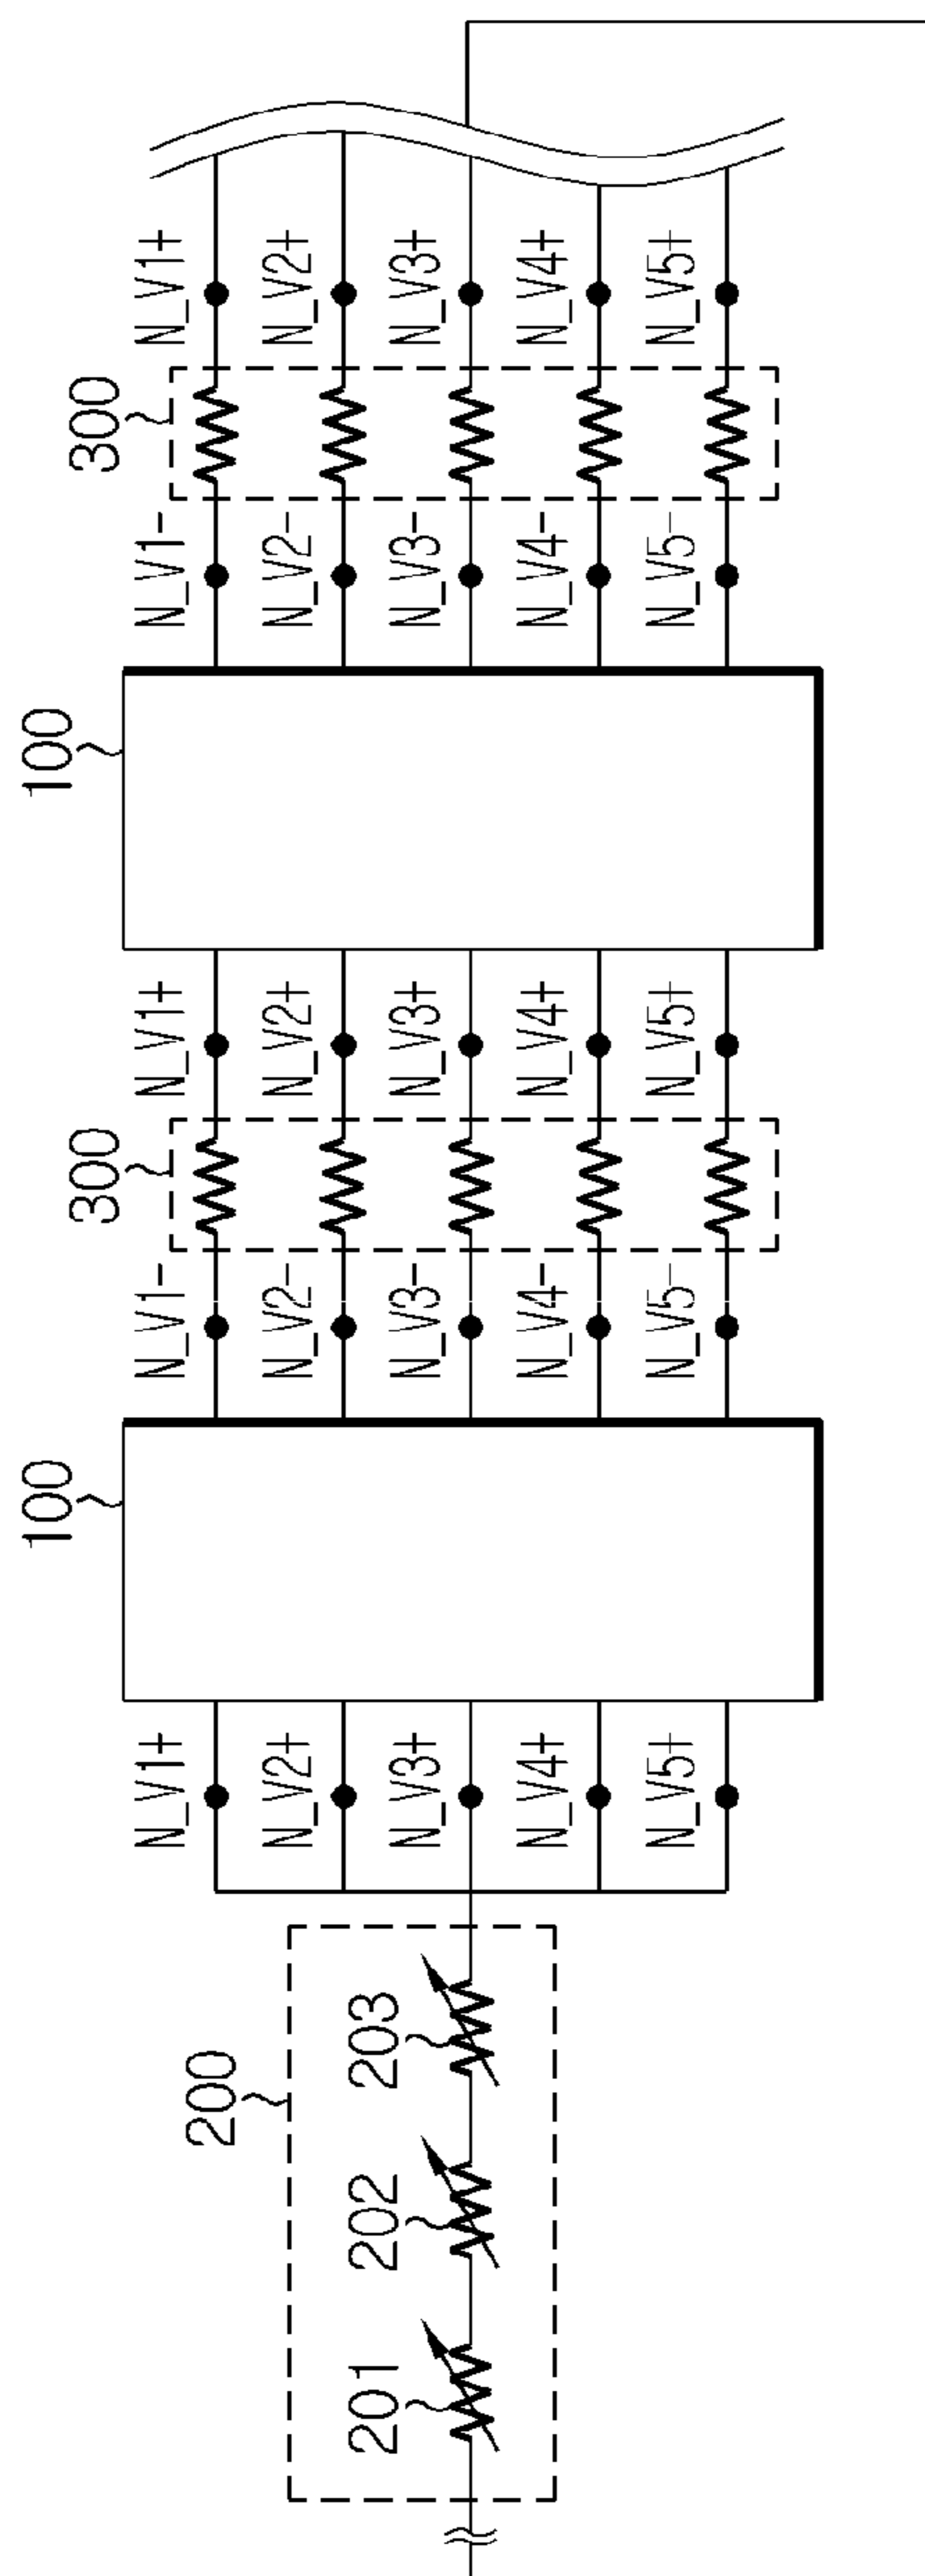 200
201
202
203
N_V1+
N_V2+
N_V3+
N_V4+
N_V5+
100
N_V1-
N_V2-
N_V3-
N_V4-
N_V5-
300
N_V1+
N_V2+
N_V3+
N_V4+
N_V5+
100
N_V1-
N_V2-
N_V3-
N_V4-
N_V5-
300
N_V1+
N_V2+
N_V3+
N_V4+
N_V5+